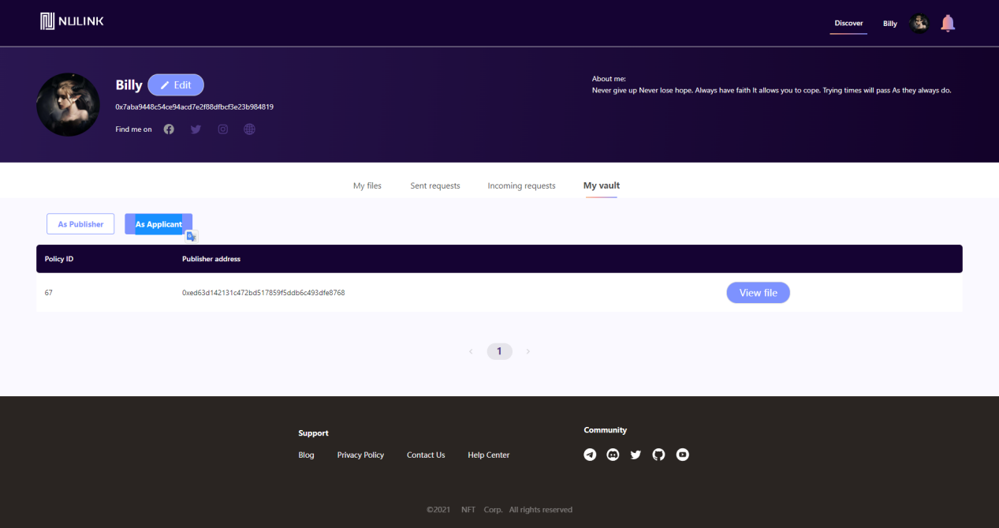 NULINK
Discover
Billy
Billy
Edit
0x7aba9448c54ce94acd7e2f88dfbcf3e23b984819
Find me on
About me:
Never give up Never lose hope. Always have faith It allows you to cope. Trying times will pass As they always do.
My files
Sent requests
Incoming requests
My vault
As Publisher
As Applicant
Policy ID
Publisher address
67
0xed63d142131c472bd517859f5ddb6c493dfe8768
View file
1
Support
Blog
Privacy Policy
Contact Us
Help Center
Community
©2021 NFT Corp. All rights reserved